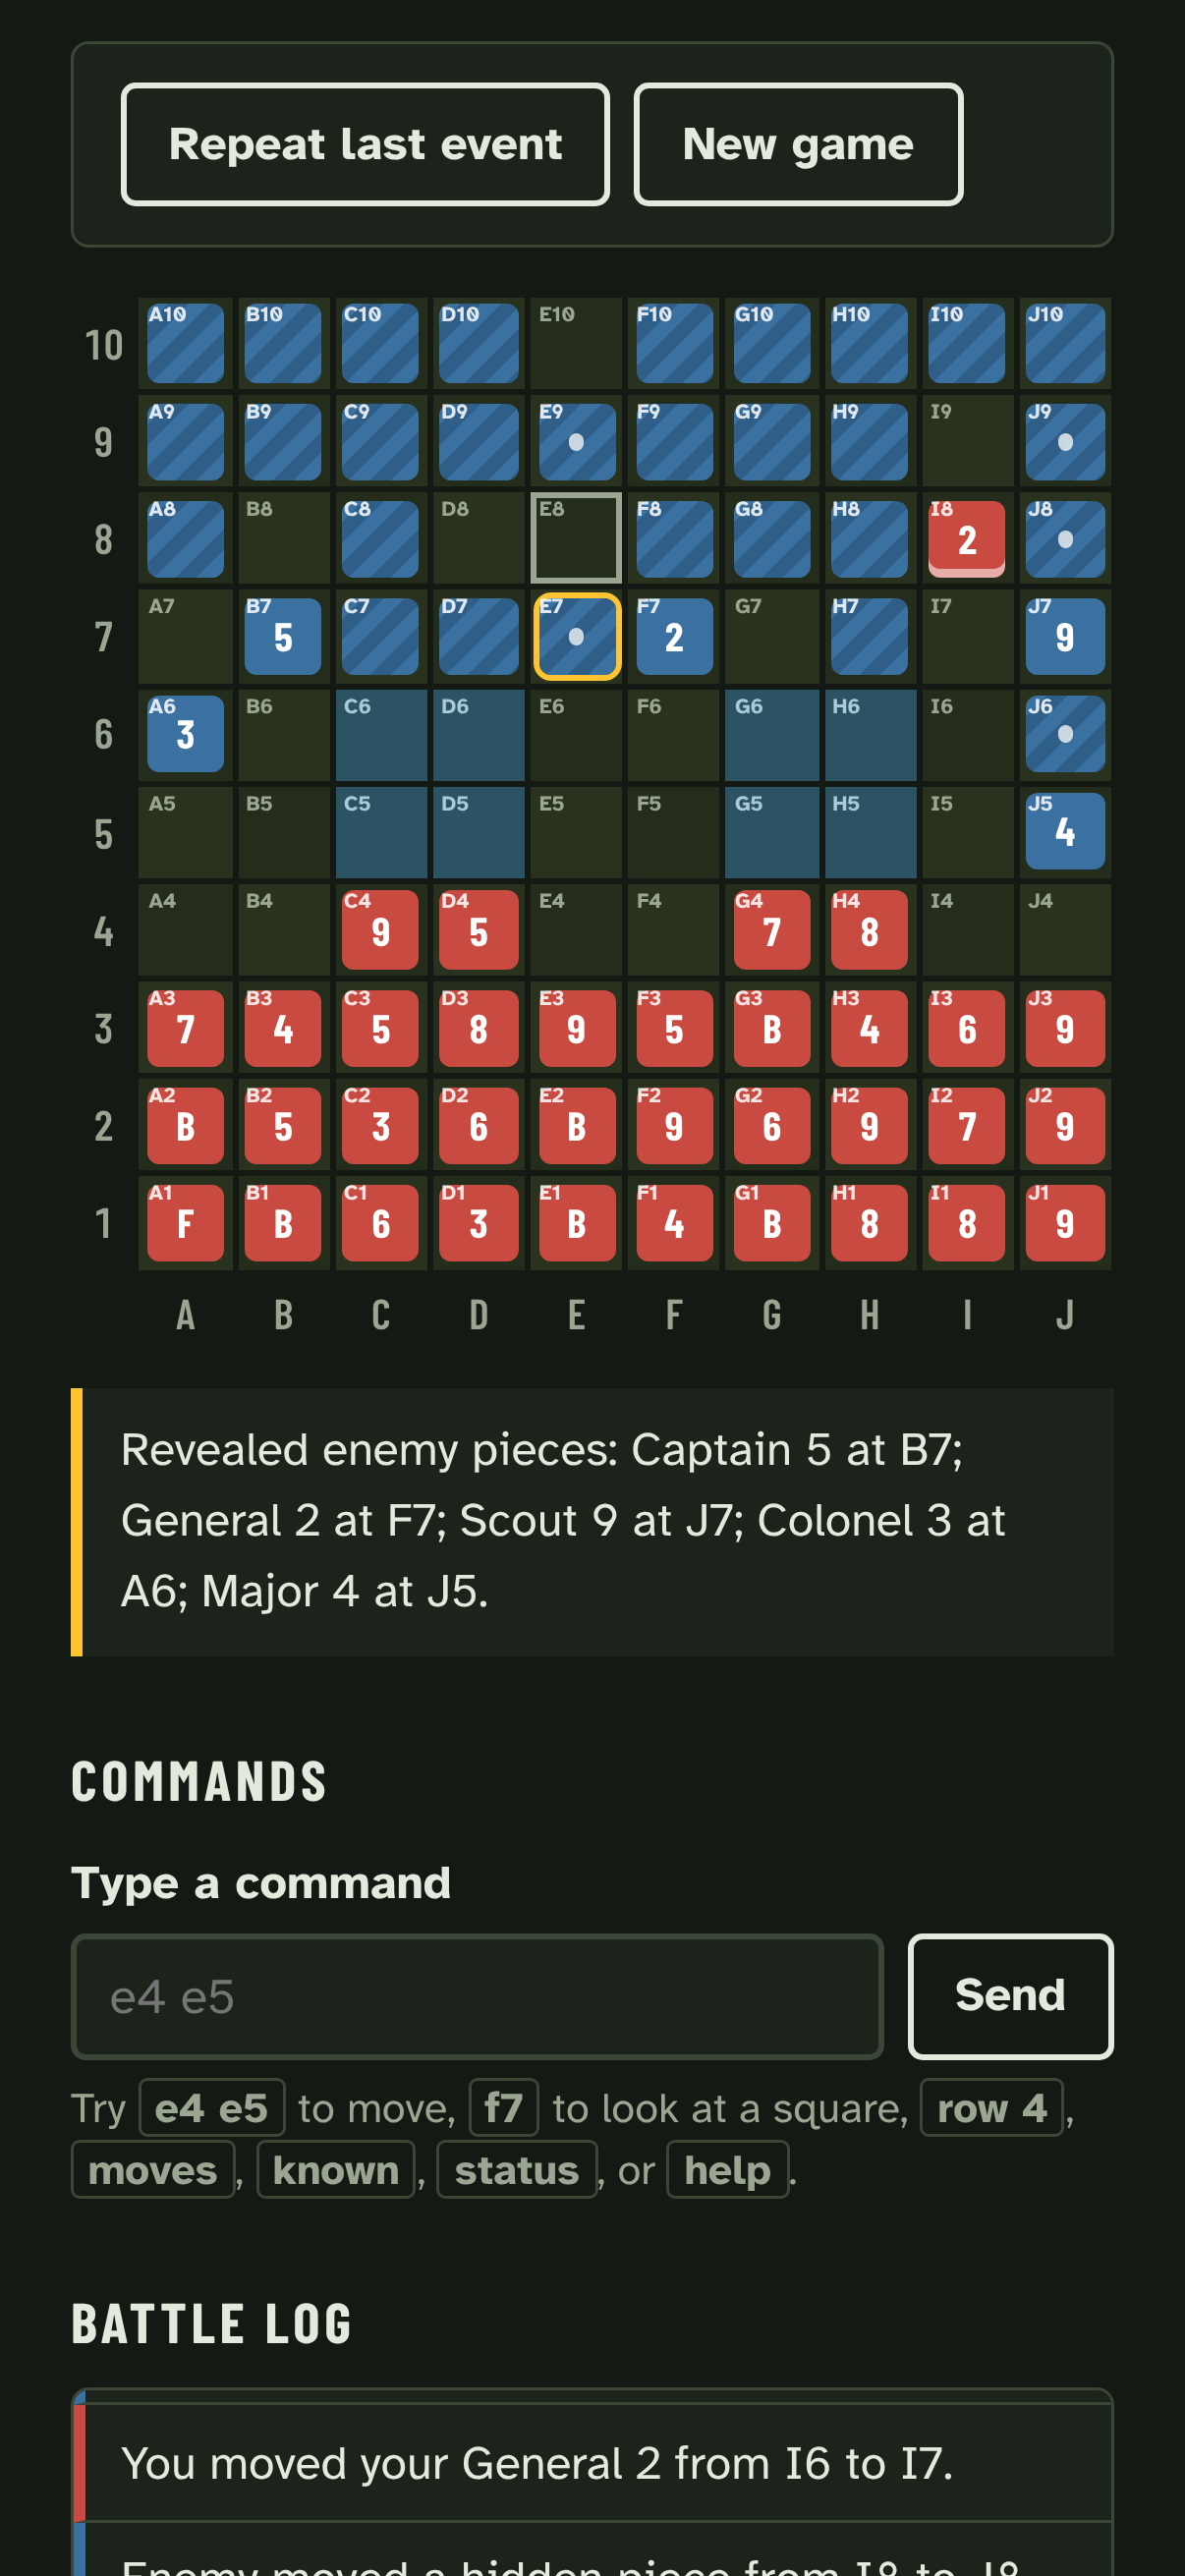 Repeat last event New game
10 A10 B10 C10 D10 E10 F10 G10 H10 I10 J10
9 A9 B9 C9 D9 E9 F9 G9 H9 I9 J9
8 A8 B8 C8 D8 E8 F8 G8 H8 I8 2 J8
7 A7 B7 5 C7 D7 E7 F7 2 G7 H7 I7 J7 9
6 A6 3 B6 C6 D6 E6 F6 G6 H6 I6 J6
5 A5 B5 C5 D5 E5 F5 G5 H5 I5 J5 4
4 A4 B4 C4 9 D4 5 E4 F4 G4 7 H4 8 I4 J4
3 A3 7 B3 4 C3 5 D3 8 E3 9 F3 5 G3 B H3 4 I3 6 J3 9
2 A2 B B2 5 C2 3 D2 6 E2 B F2 9 G2 6 H2 9 I2 7 J2 9
1 A1 F B1 B C1 6 D1 3 E1 B F1 4 G1 B H1 8 I1 8 J1 9
A B C D E F G H I J
Revealed enemy pieces: Captain 5 at B7;
General 2 at F7; Scout 9 at J7; Colonel 3 at
A6; Major 4 at J5.
COMMANDS
Type a command
e4 e5 Send
Try e4 e5 to move, f7 to look at a square, row 4,
moves, known, status, or help.
BATTLE LOG
You moved your General 2 from I6 to I7.
Enemy moved a hidden piece from I8 to J8